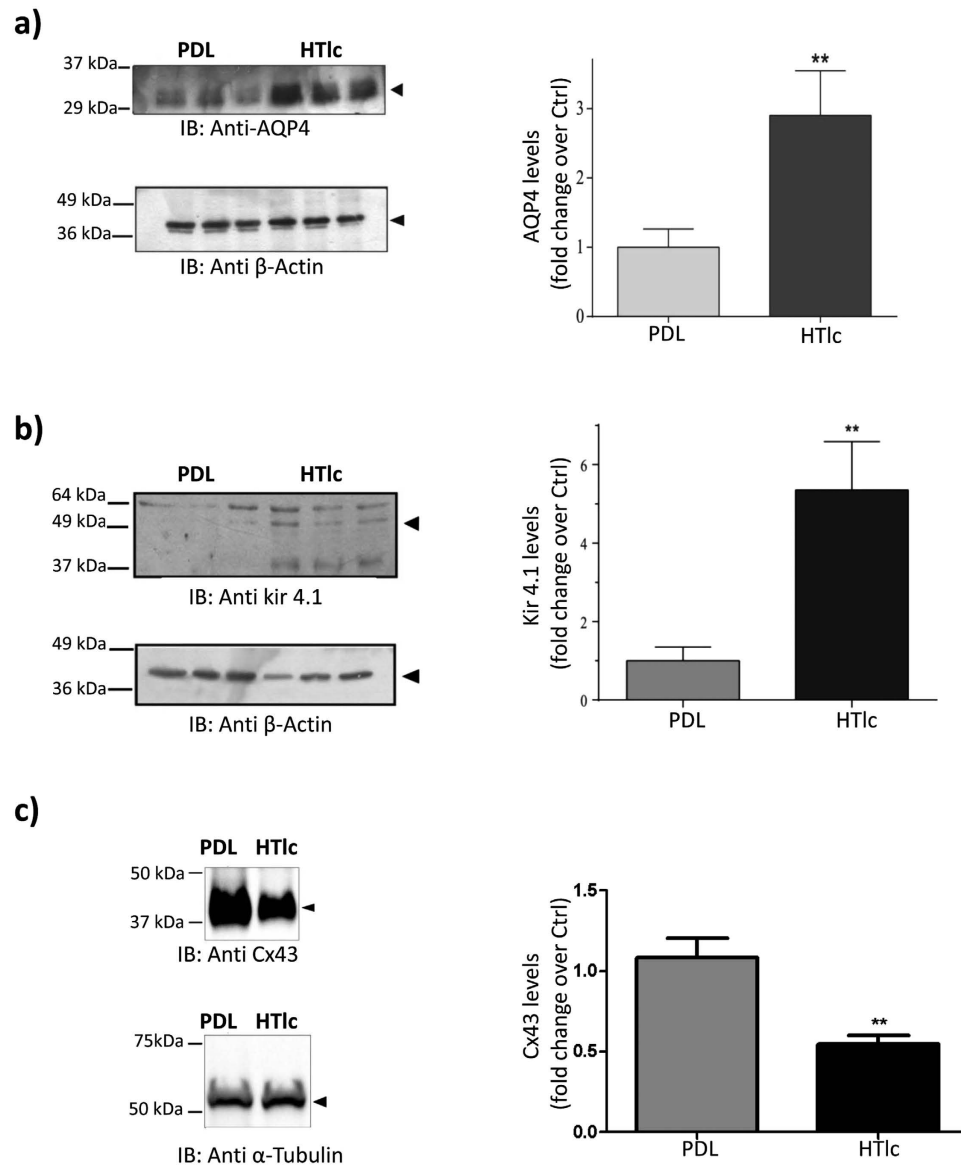 a)
PDL HTlc
37 kDa
29 kDa
IB: Anti-AQP4
49 kDa
36 kDa
IB: Anti β-Actin
AQP4 levels
(fold change over Ctrl)
3
2
1
0
**
PDL HTlc
b)
PDL HTlc
64 kDa
49 kDa
37 kDa
IB: Anti kir 4.1
49 kDa
36 kDa
IB: Anti β-Actin
Kir 4.1 levels
(fold change over Ctrl)
6
4
2
0
**
PDL HTlc
c)
PDL HTlc
50 kDa
37 kDa
IB: Anti Cx43
PDL HTlc
75kDa
50 kDa
IB: Anti α-Tubulin
Cx43 levels
(fold change over Ctrl)
1.5
1.0
0.5
0.0
**
PDL HTlc